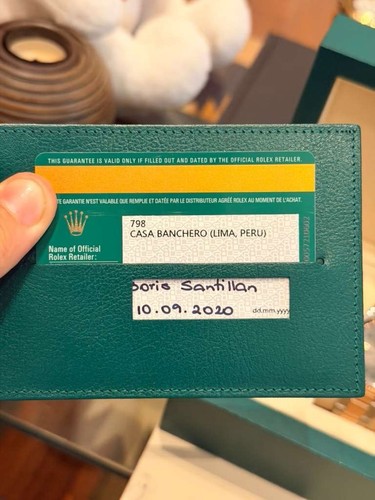 THIS GUARANTEE IS VALID ONLY IF FILLED OUT AND DATED BY THE OFFICIAL ROLEX RETAILER.
TE GARANTIE N'EST VALABLE QUE REMPLIE ET DATÉE PAR LE DISTRIBUTEUR AGRÉÉ ROLEX AU MOMENT DE L'ACHAT.
798
CASA BANCHERO (LIMA, PERU)
Name of Official
Rolex Retailer:
Doris Santillan
10.09.2020 dd.mm.yyyy